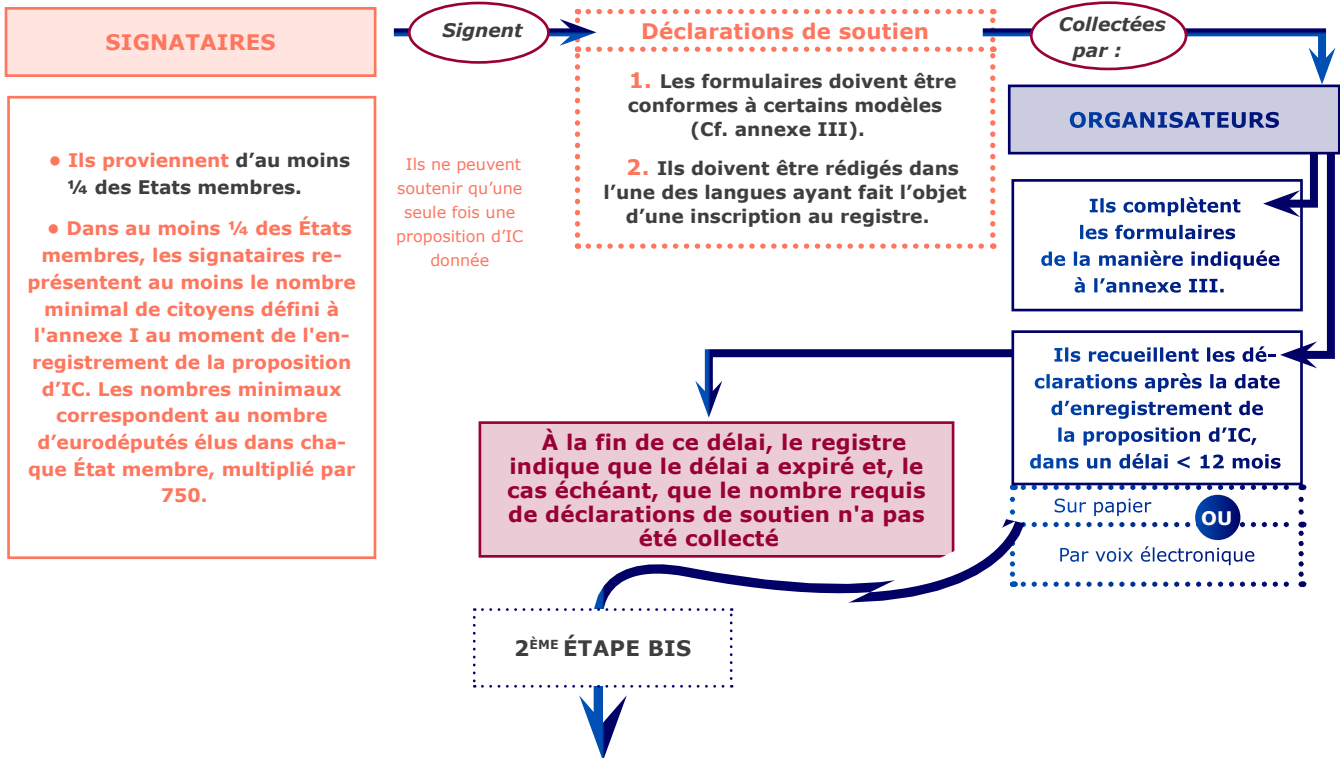 SIGNATAIRES
• Ils proviennent d’au moins
¼ des Etats membres.
• Dans au moins ¼ des États
membres, les signataires re-
présentent au moins le nombre
minimal de citoyens défini à
l'annexe I au moment de l'en-
registrement de la proposition
d’IC. Les nombres minimaux
correspondent au nombre
d’eurodéputés élus dans cha-
que État membre, multiplié par
750.
Signent
Ils ne peuvent
soutenir qu’une
seule fois une
proposition d’IC
donnée
Déclarations de soutien
1. Les formulaires doivent être
conformes à certains modèles
(Cf. annexe III).
2. Ils doivent être rédigés dans
l’une des langues ayant fait l’objet
d’une inscription au registre.
Collectées
par :
ORGANISATEURS
Ils complètent
les formulaires
de la manière indiquée
à l’annexe III.
Ils recueillent les dé-
clarations après la date
d’enregistrement de
la proposition d’IC,
dans un délai < 12 mois
Sur papier
OU
Par voix électronique
À la fin de ce délai, le registre
indique que le délai a expiré et, le
cas échéant, que le nombre requis
de déclarations de soutien n'a pas
été collecté
2ÈME ÉTAPE BIS